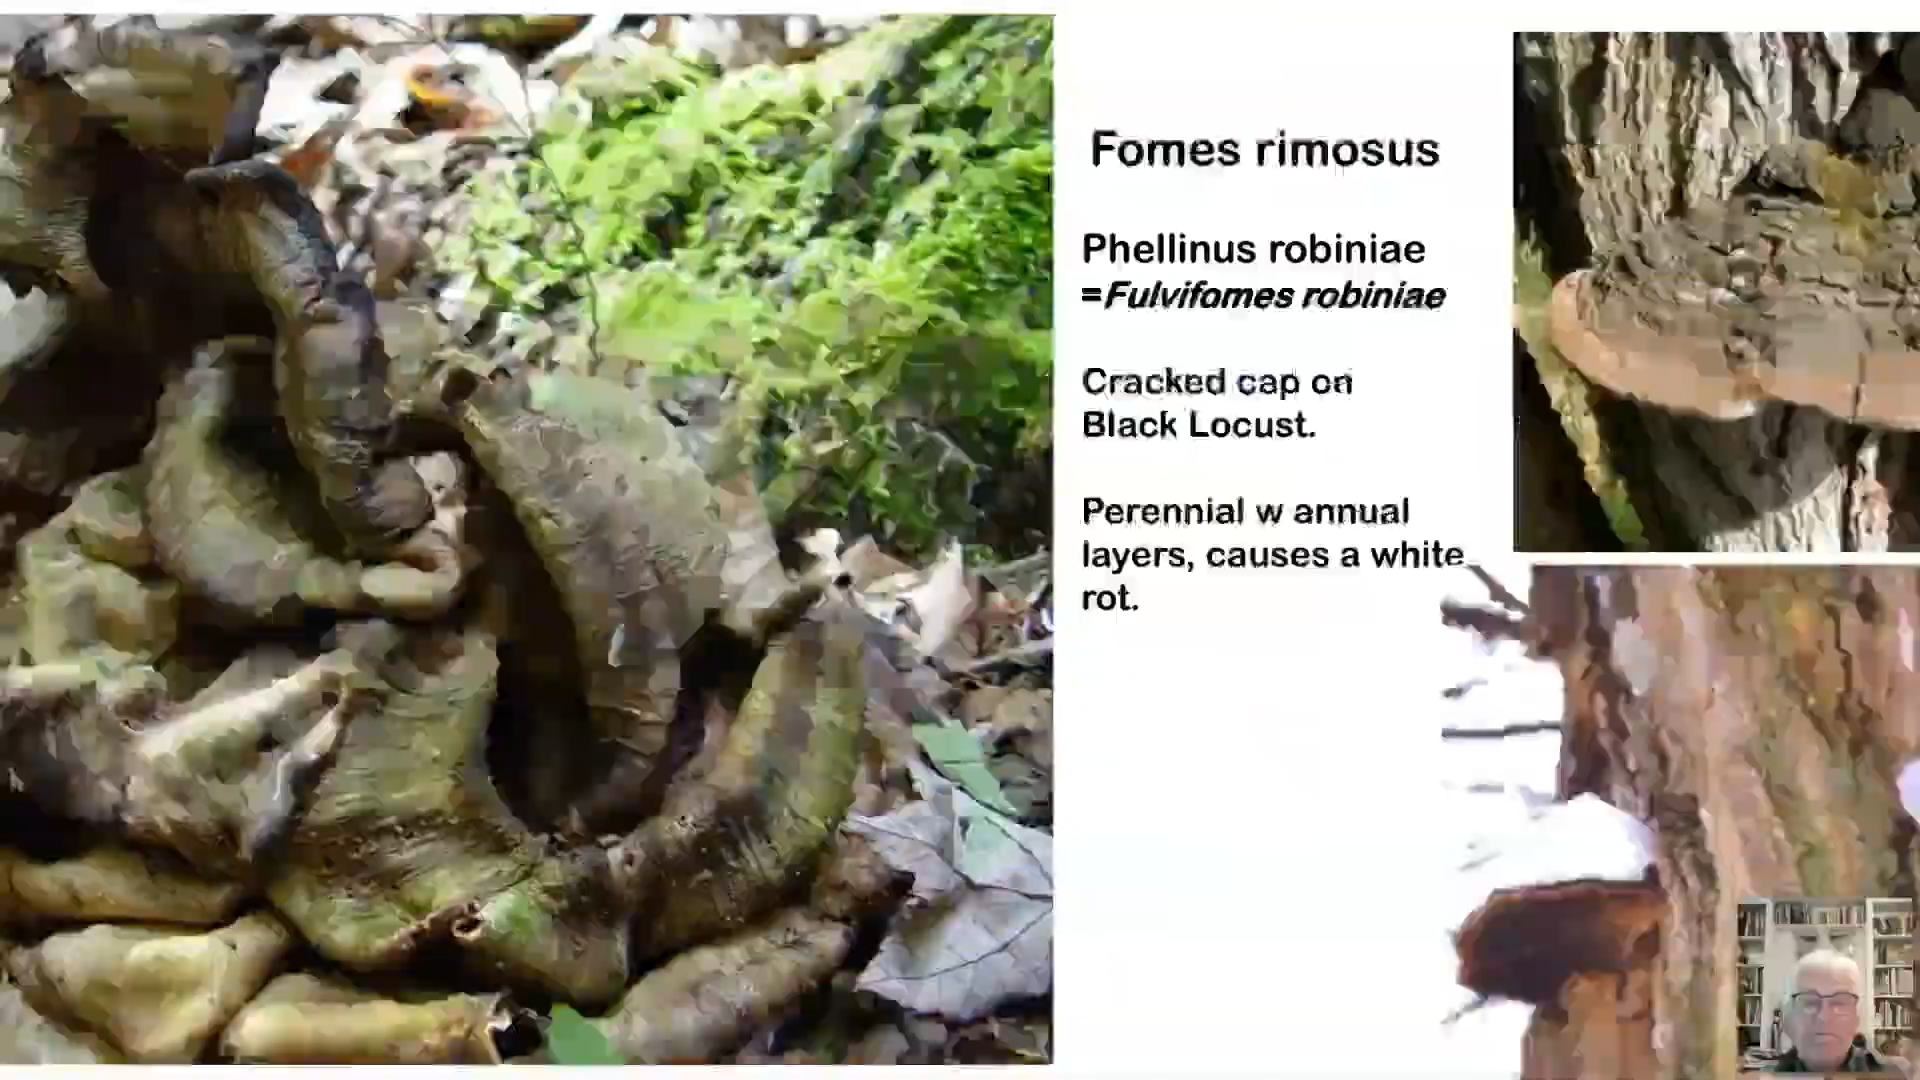 Fomes rimosus
Phellinus robiniae
=Fulvifomes robiniae
Cracked cap on
Black Locust.
Perennial w annual
layers, causes a white
rot.